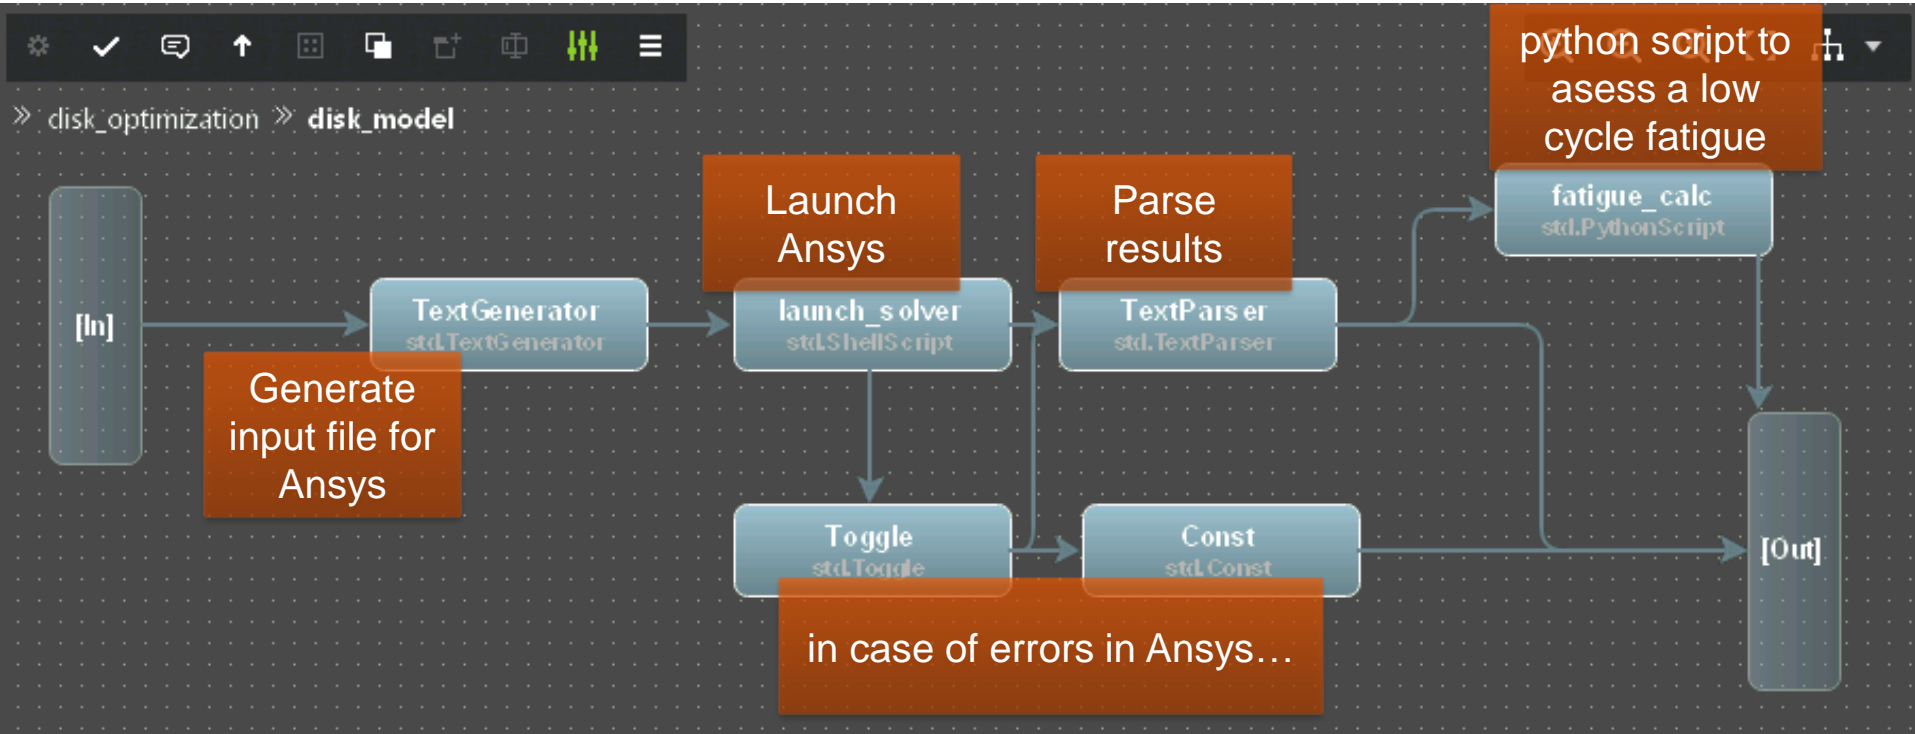 python script to
asess a low
cycle fatigue
» disk_optimization » disk_model
Launch
Ansys
Parse
results
fatigue_calc
std.PythonScript
[In]
TextGenerator
std.TextGenerator
launch_solver
std.ShellScript
TextParser
std.TextParser
Generate
input file for
Ansys
Toggle
std.Toggle
Const
std.Const
[Out]
in case of errors in Ansys…